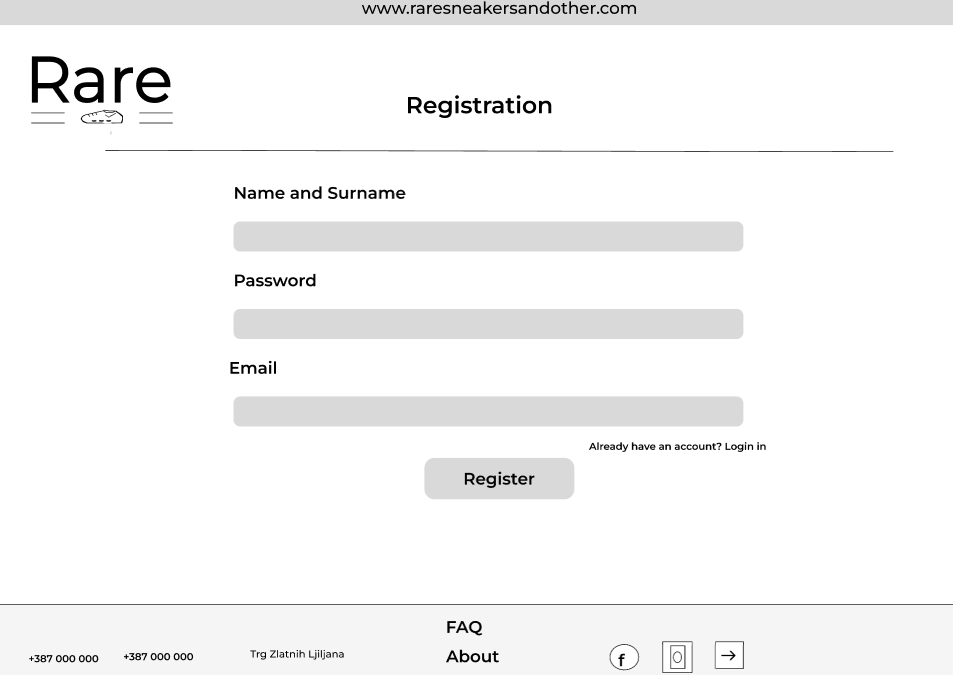 www.raresneakersandother.com
Rare
Registration
Name and Surname
Password
Email
Already have an account? Login in
Register
FAQ
+387 000 000
+387 000 000
Trg Zlatnih Ljiljana
About
f